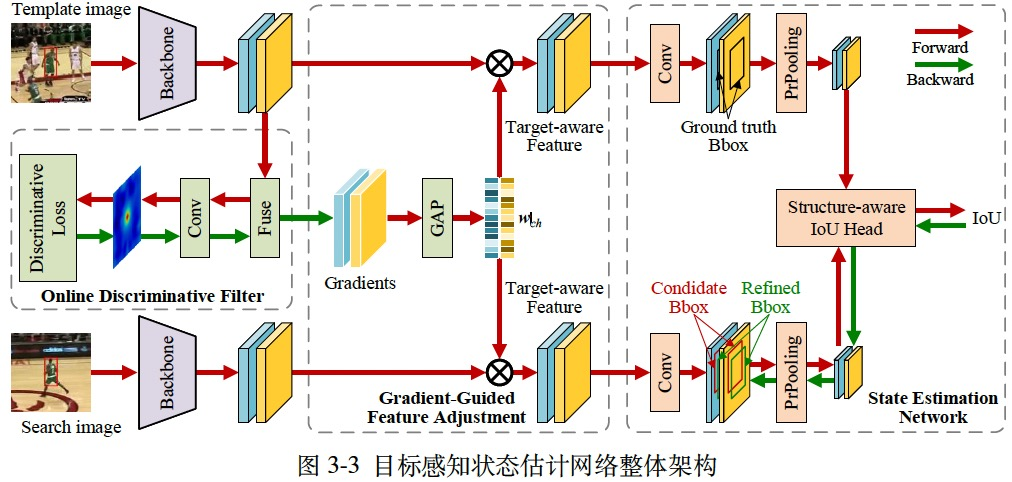 Template image
Backbone
Target-aware
Feature
Conv
Ground truth
Bbox
PrPooling
Forward
Backward
Discriminative
Loss
Conv
Fuse
Online Discriminative Filter
Gradients
GAP
w_ch
Structure-aware
IoU Head
IoU
Target-aware
Feature
Candidate
Bbox
Refined
Bbox
Search image
Backbone
Gradient-Guided
Feature Adjustment
Conv
PrPooling
State Estimation
Network
图 3-3 目标感知状态估计网络整体架构